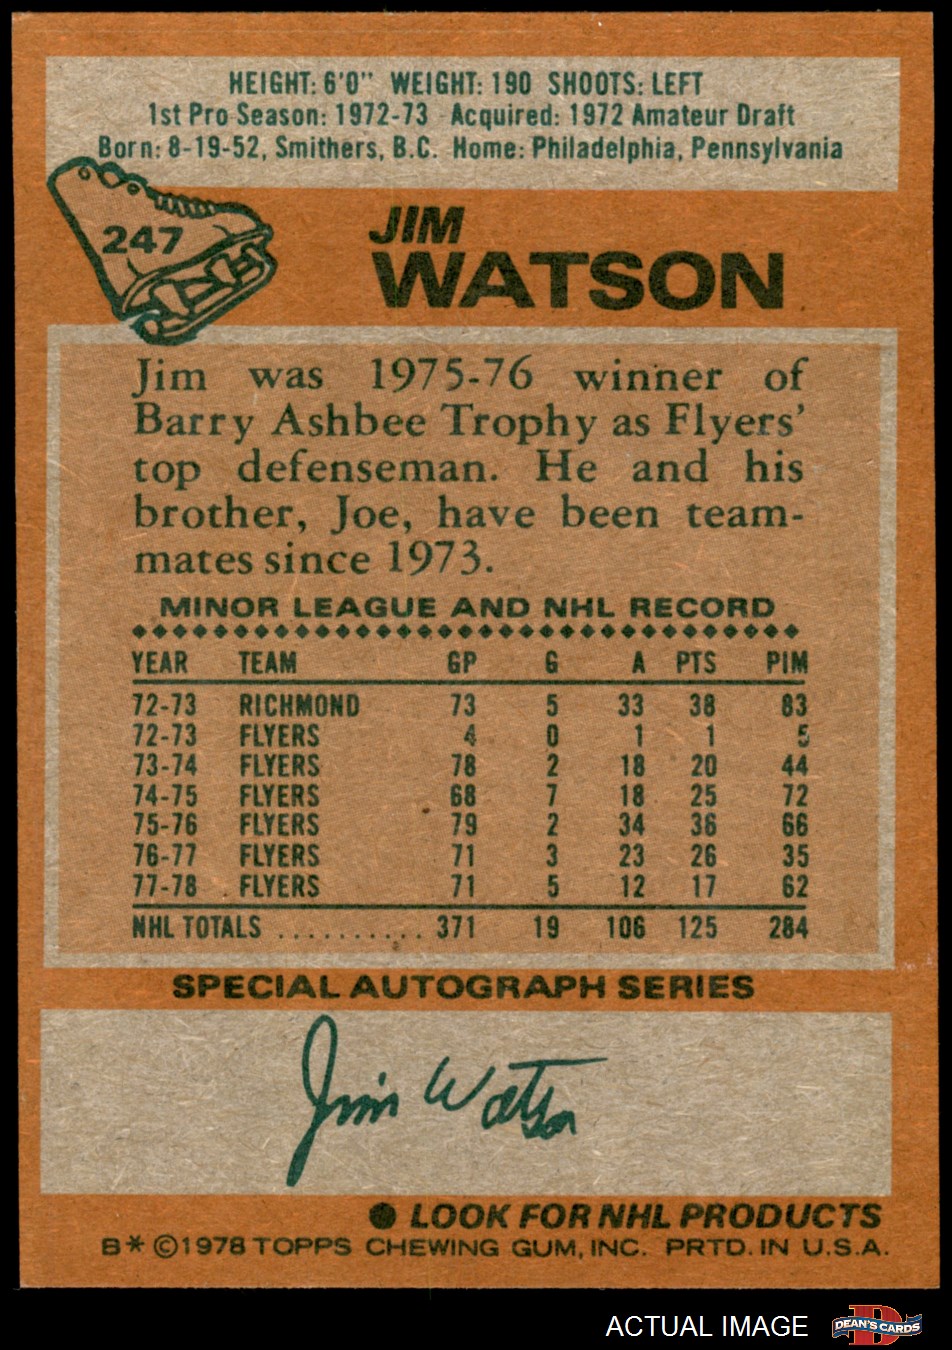 HEIGHT: 6'0" WEIGHT: 190 SHOOTS: LEFT
1st Pro Season: 1972-73 Acquired: 1972 Amateur Draft
Born: 8-19-52, Smithers, B.C. Home: Philadelphia, Pennsylvania
247
JIM
WATSON
Jim was 1975-76 winner of
Barry Ashbee Trophy as Flyers'
top defenseman. He and his
brother, Joe, have been team-
mates since 1973.
MINOR LEAGUE AND NHL RECORD
YEAR TEAM GP G A PTS PIM
72-73 RICHMOND 73 5 33 38 83
72-73 FLYERS 4 0 1 1 5
73-74 FLYERS 78 2 18 20 44
74-75 FLYERS 68 7 18 25 72
75-76 FLYERS 79 2 34 36 66
76-77 FLYERS 71 3 23 26 35
77-78 FLYERS 71 5 12 17 62
NHL TOTALS .......... 371 19 106 125 284
SPECIAL AUTOGRAPH SERIES
Jim Watson
● LOOK FOR NHL PRODUCTS
B* ©1978 TOPPS CHEWING GUM, INC. PRTD. IN U.S.A.
ACTUAL IMAGE
D
DEAN'S CARDS